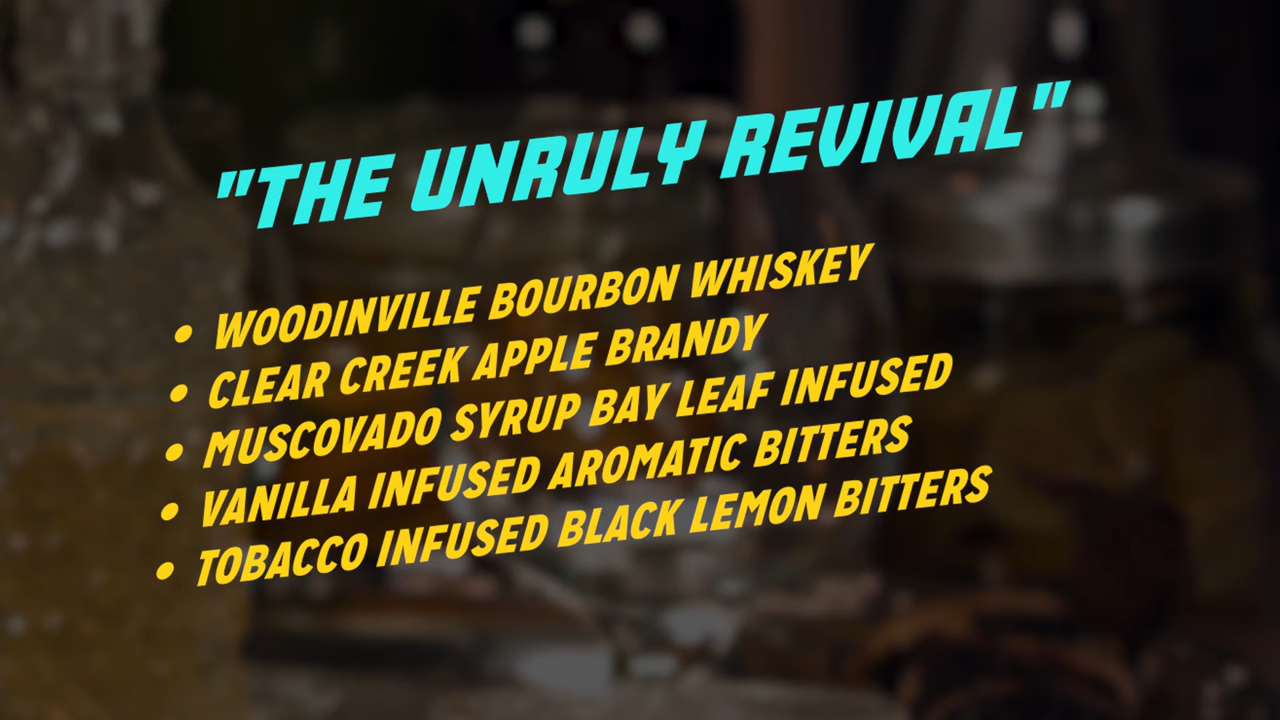 "THE UNRULY REVIVAL"
• WOODINVILLE BOURBON WHISKEY
• CLEAR CREEK APPLE BRANDY
• MUSCOVADO SYRUP BAY LEAF INFUSED
• VANILLA INFUSED AROMATIC BITTERS
• TOBACCO INFUSED BLACK LEMON BITTERS